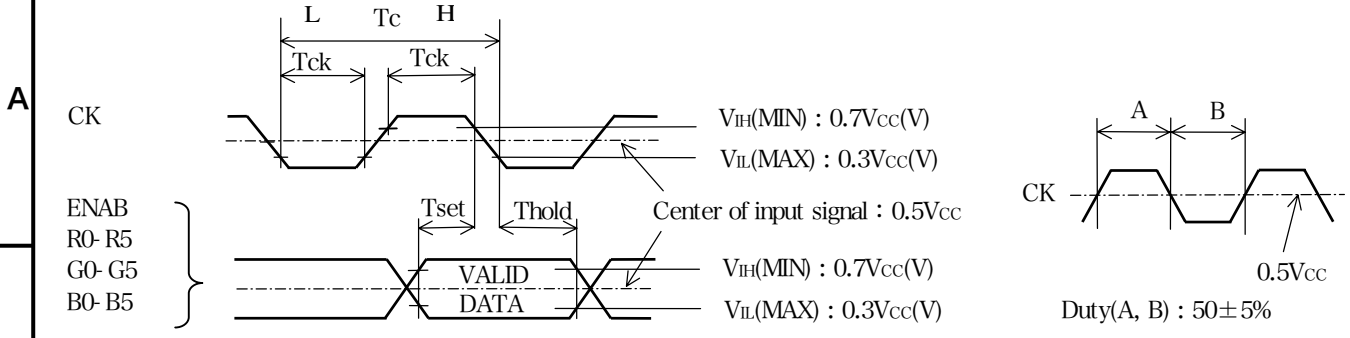 L Tc H
Tck Tck
A
CK
VIH(MIN) : 0.7VCC(V)
VIL(MAX) : 0.3VCC(V)
A B
CK
ENAB
R0-R5
G0-G5
B0-B5
Tset Thold
Center of input signal : 0.5VCC
VALID
DATA
VIH(MIN) : 0.7VCC(V)
VIL(MAX) : 0.3VCC(V)
0.5VCC
Duty(A, B) : 50±5%